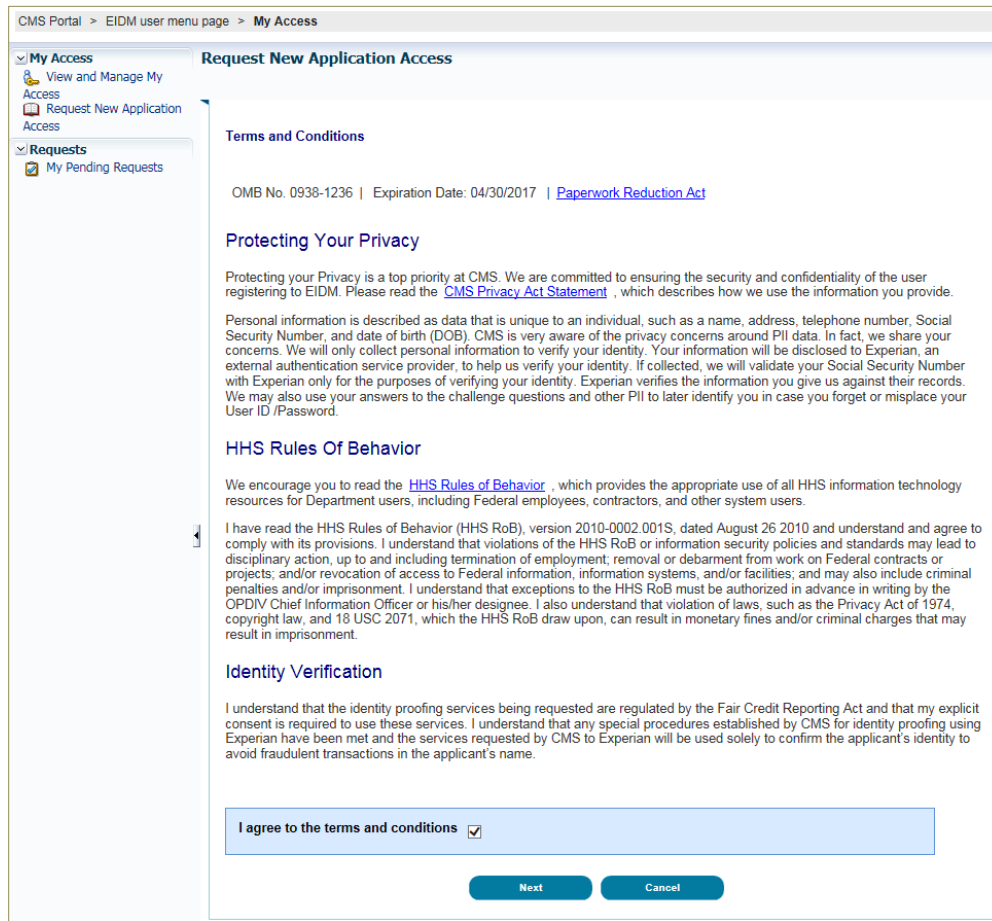 CMS Portal > EIDM user menu page > My Access
My Access
View and Manage My
Access
Request New Application
Access
Requests
My Pending Requests
Request New Application Access
Terms and Conditions
OMB No. 0938-1236 | Expiration Date: 04/30/2017 | Paperwork Reduction Act
Protecting Your Privacy
Protecting your Privacy is a top priority at CMS. We are committed to ensuring the security and confidentiality of the user
registering to EIDM. Please read the CMS Privacy Act Statement , which describes how we use the information you provide.
Personal information is described as data that is unique to an individual, such as a name, address, telephone number, Social
Security Number, and date of birth (DOB). CMS is very aware of the privacy concerns around PII data. In fact, we share your
concerns. We will only collect personal information to verify your identity. Your information will be disclosed to Experian, an
external authentication service provider, to help us verify your identity. If collected, we will validate your Social Security Number
with Experian only for the purposes of verifying your identity. Experian verifies the information you give us against their records.
We may also use your answers to the challenge questions and other PII to later identify you in case you forget or misplace your
User ID /Password.
HHS Rules Of Behavior
We encourage you to read the HHS Rules of Behavior , which provides the appropriate use of all HHS information technology
resources for Department users, including Federal employees, contractors, and other system users.
I have read the HHS Rules of Behavior (HHS RoB), version 2010-0002.001S, dated August 26 2010 and understand and agree to
comply with its provisions. I understand that violations of the HHS RoB or information security policies and standards may lead to
disciplinary action, up to and including termination of employment; removal or debarment from work on Federal contracts or
projects; and/or revocation of access to Federal information, information systems, and/or facilities; and may also include criminal
penalties and/or imprisonment. I understand that exceptions to the HHS RoB must be authorized in advance in writing by the
OPDIV Chief Information Officer or his/her designee. I also understand that violation of laws, such as the Privacy Act of 1974,
copyright law, and 18 USC 2071, which the HHS RoB draw upon, can result in monetary fines and/or criminal charges that may
result in imprisonment.
Identity Verification
I understand that the identity proofing services being requested are regulated by the Fair Credit Reporting Act and that my explicit
consent is required to use these services. I understand that any special procedures established by CMS for identity proofing using
Experian have been met and the services requested by CMS to Experian will be used solely to confirm the applicant's identity to
avoid fraudulent transactions in the applicant's name.
I agree to the terms and conditions
Next Cancel